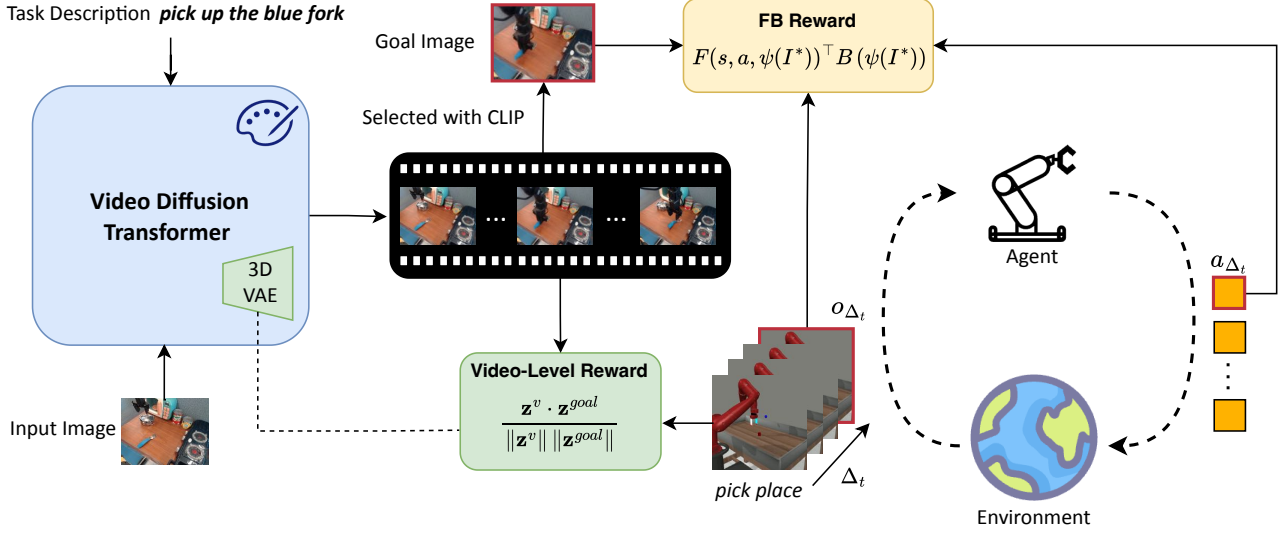 Task Description pick up the blue fork
Goal Image
FB Reward
F(s, a, ψ(I*))⊤B (ψ(I*))
Selected with CLIP
Video Diffusion
Transformer
3D
VAE
...
...
Agent
a_Δt
o_Δt
Video-Level Reward
z^v · z^goal
‖z^v‖ ‖z^goal‖
Input Image
pick place
Δt
Environment